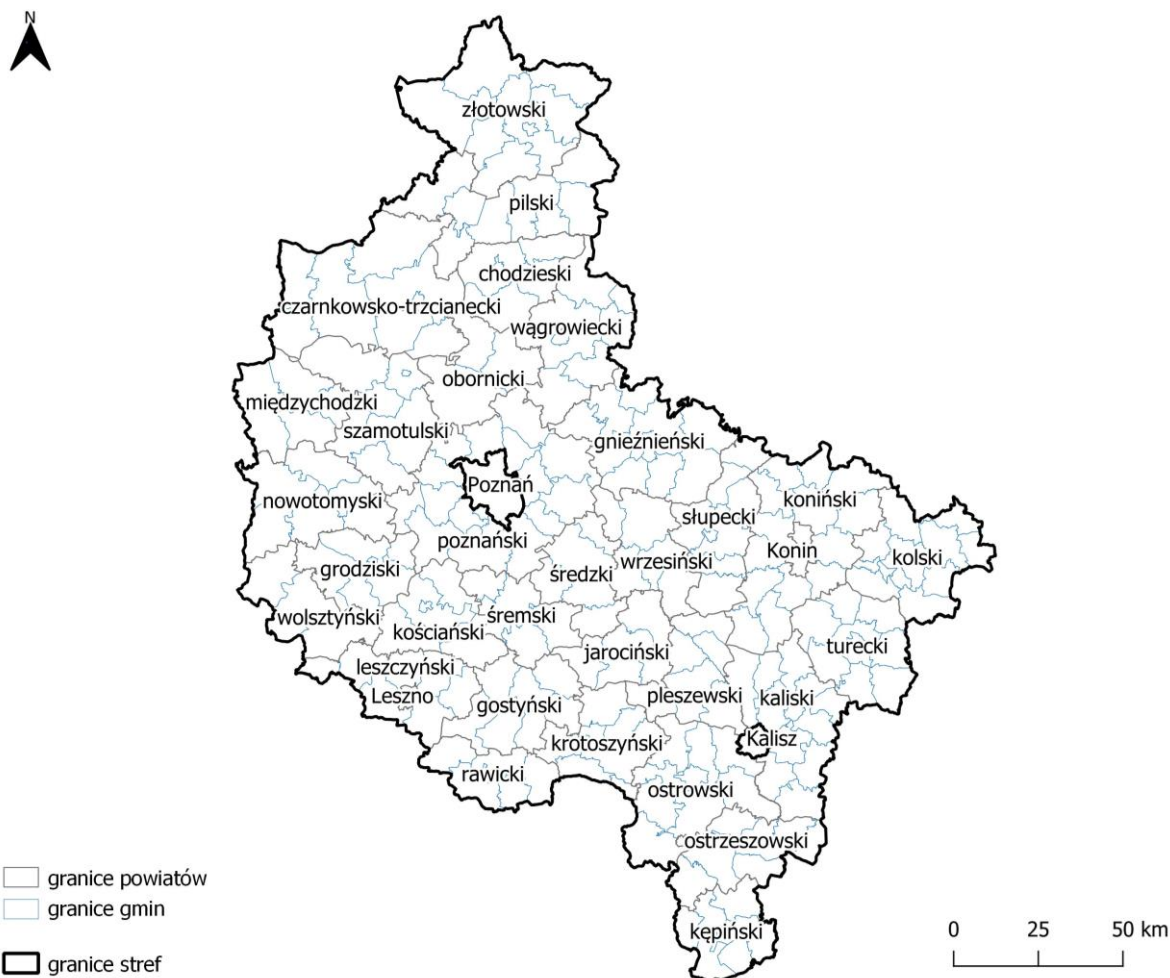 N
złotowski
pilski
chodzieski
czarnkowsko-trzcianecki
wągrowiecki
obornicki
międzychodzki
szamotulski
gnieźnieński
Poznań
nowotomyski
koniński
słupecki
poznański
Konin
kolski
wrzesiński
grodziski
średzki
wolsztyński
śremski
kościański
turecki
jarociński
leszczyński
Leszno
pleszewski
kaliski
gostyński
Kalisz
krotoszyński
rawicki
ostrowski
ostrzeszowski
kępiński
granice powiatów
granice gmin
granice stref
0 25 50 km